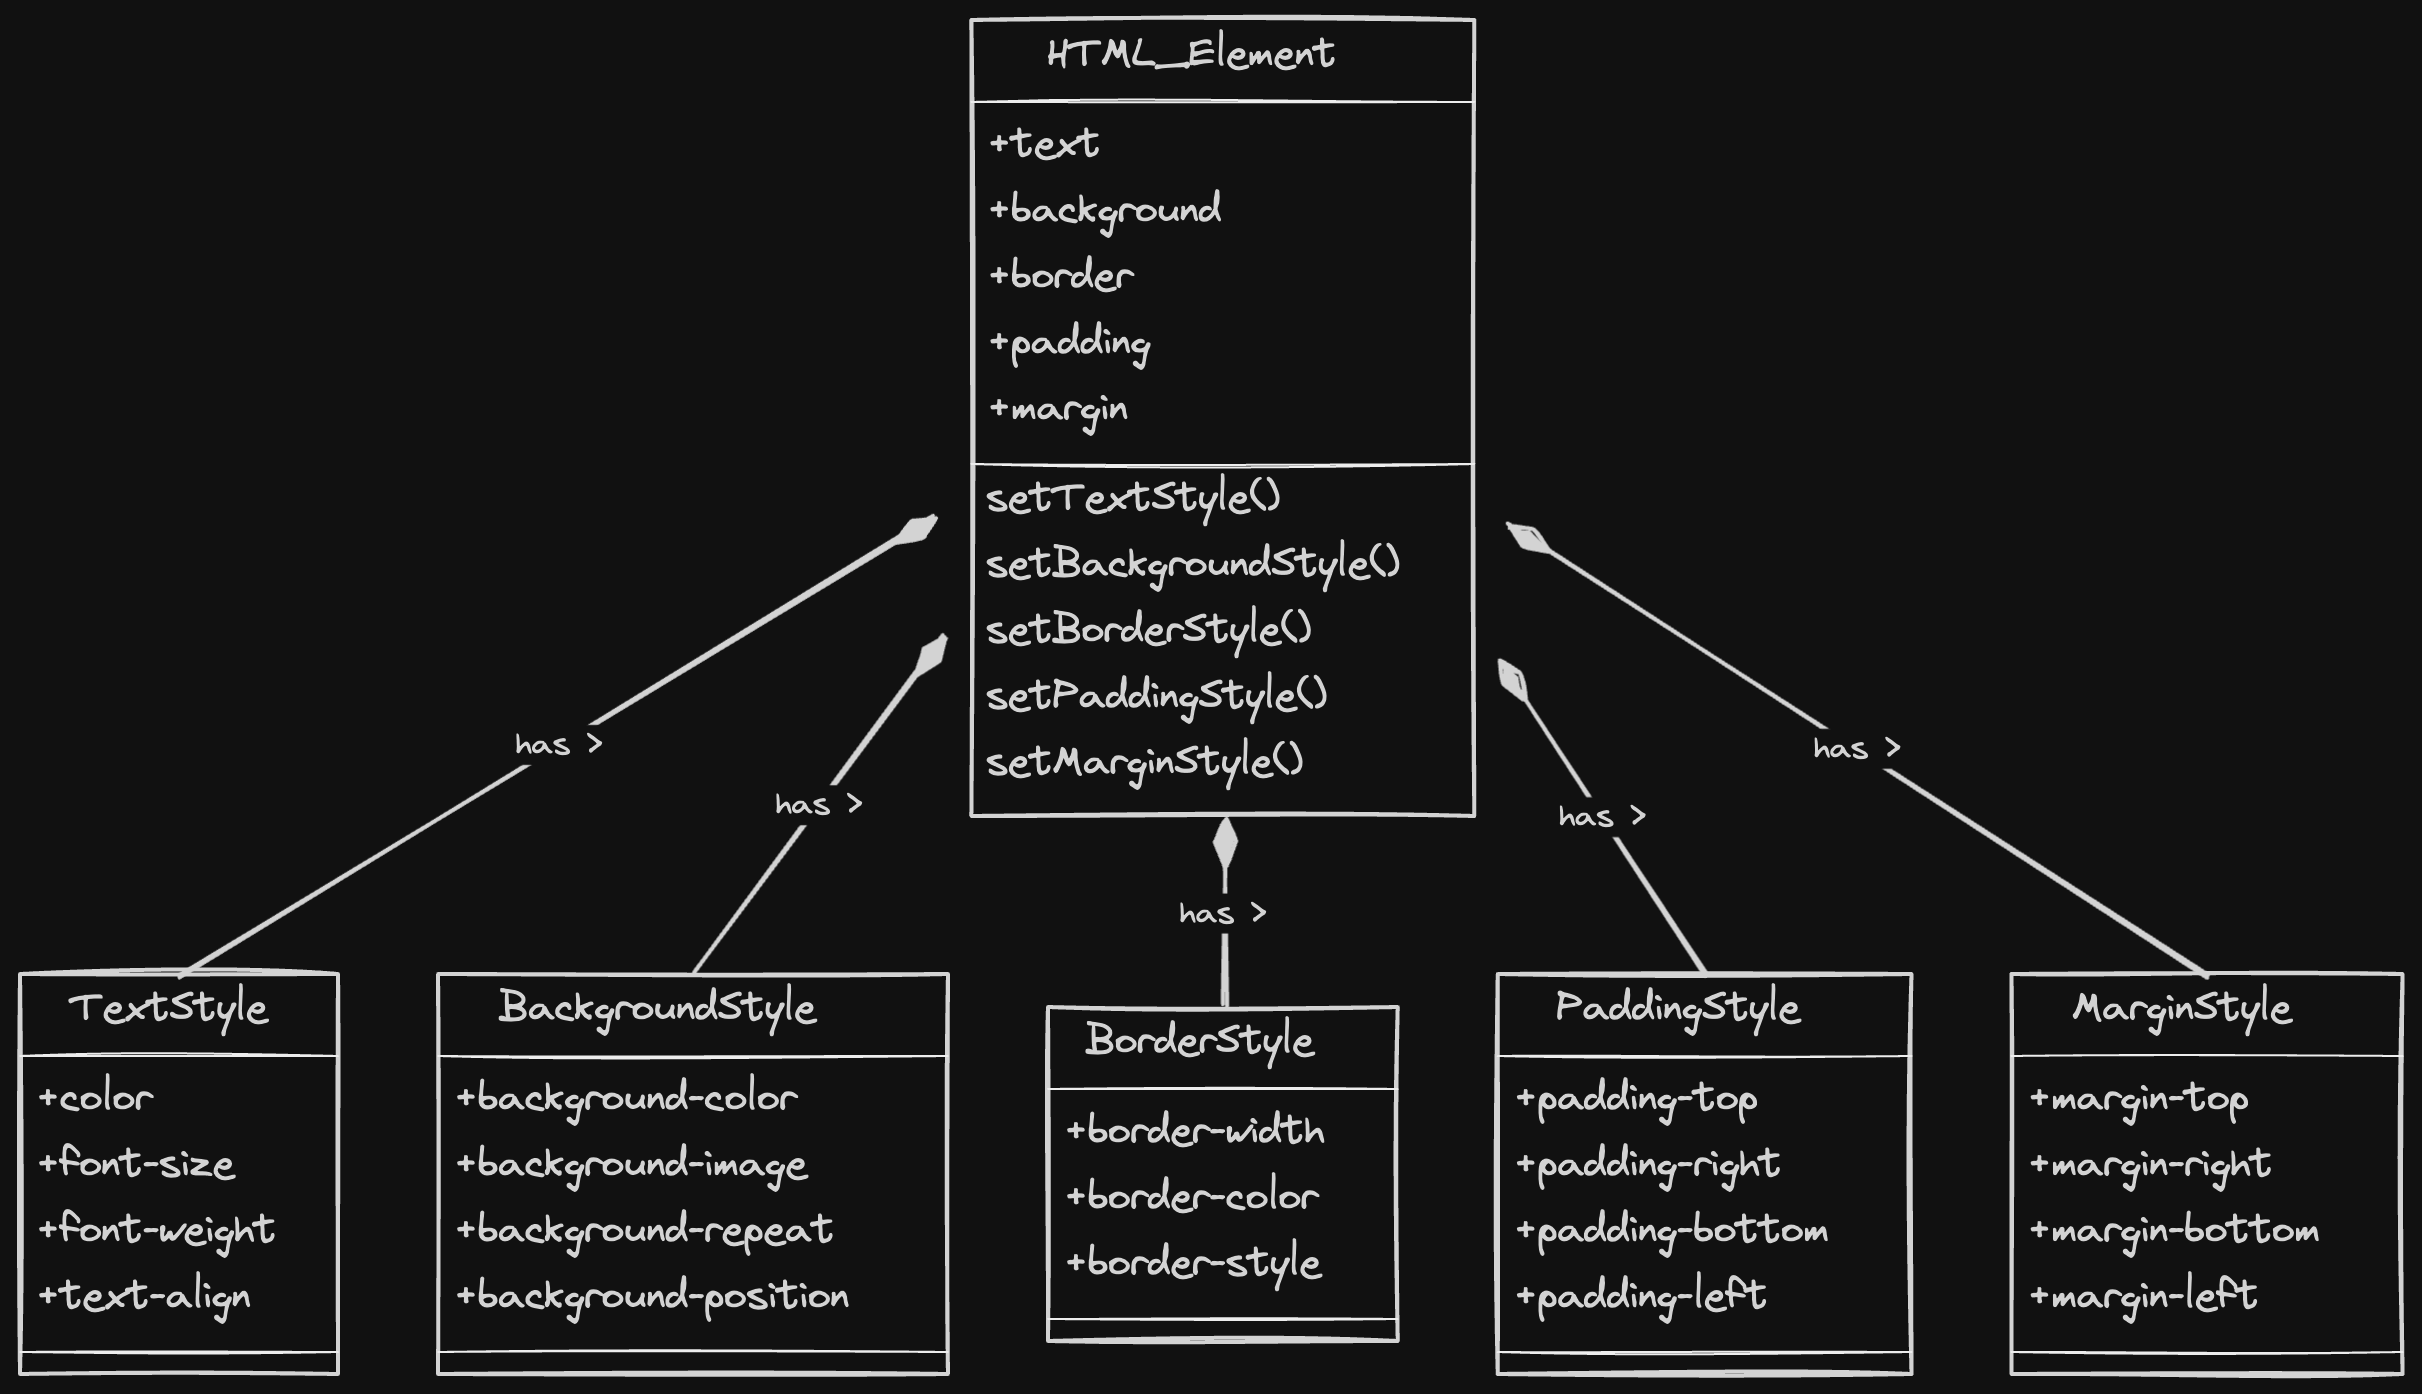 HTML_Element
+text
+background
+border
+padding
+margin
setTextStyle()
setBackgroundStyle()
setBorderStyle()
setPaddingStyle()
setMarginStyle()
has >
has >
has >
has >
has >
TextStyle
+color
+font-size
+font-weight
+text-align
BackgroundStyle
+background-color
+background-image
+background-repeat
+background-position
BorderStyle
+border-width
+border-color
+border-style
PaddingStyle
+padding-top
+padding-right
+padding-bottom
+padding-left
MarginStyle
+margin-top
+margin-right
+margin-bottom
+margin-left